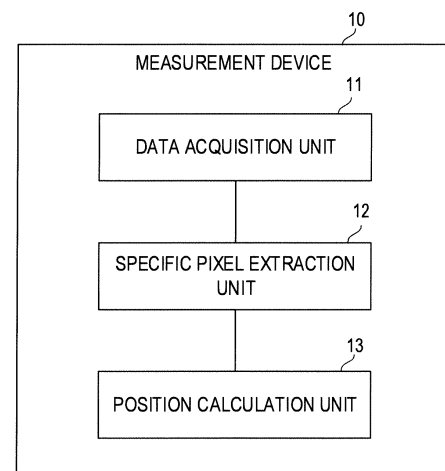 10
MEASUREMENT DEVICE
11
DATA ACQUISITION UNIT
12
SPECIFIC PIXEL EXTRACTION
UNIT
13
POSITION CALCULATION UNIT